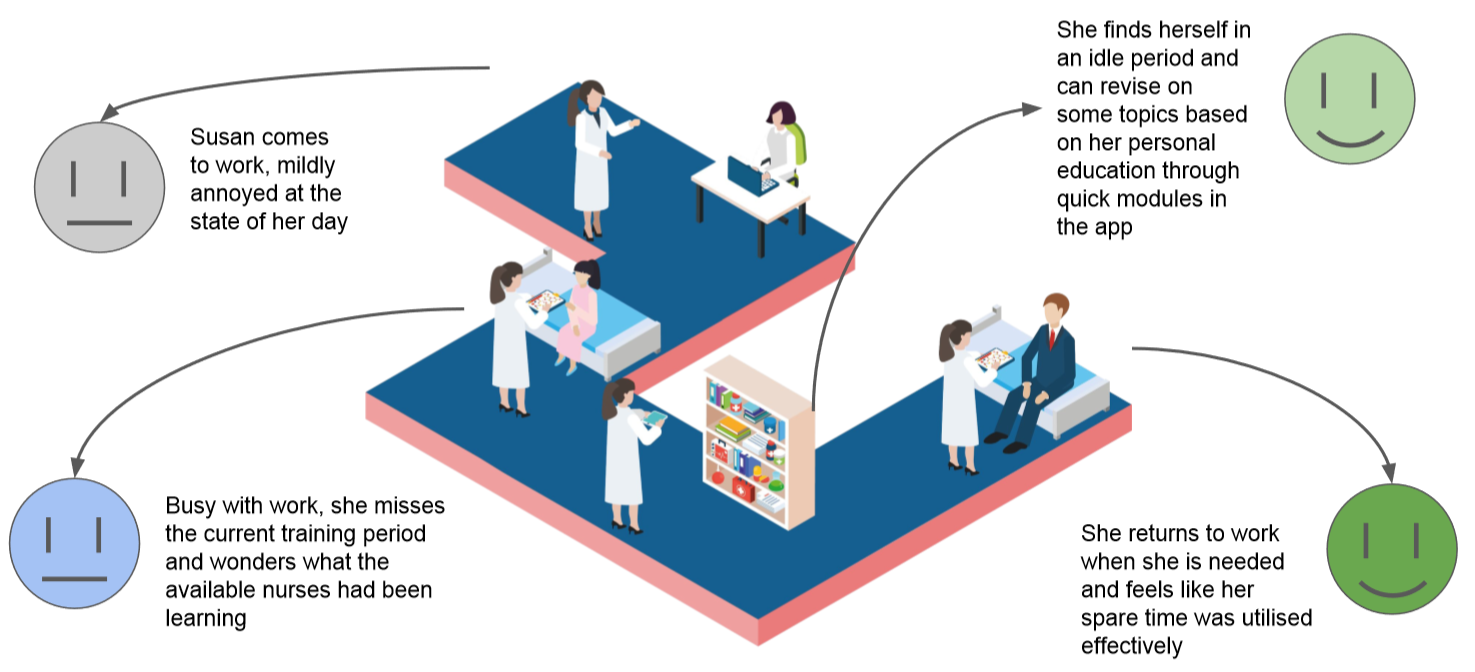 Susan comes
to work, mildly
annoyed at the
state of her day
Busy with work, she misses
the current training period
and wonders what the
available nurses had been
learning
She finds herself in
an idle period and
can revise on
some topics based
on her personal
education through
quick modules in
the app
She returns to work
when she is needed
and feels like her
spare time was utilised
effectively